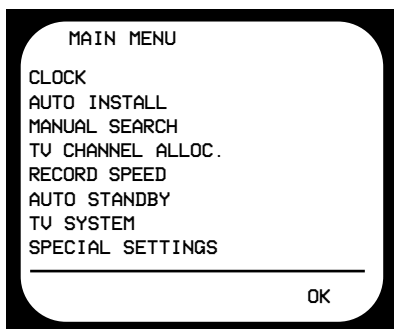 MAIN MENU
CLOCK
AUTO INSTALL
MANUAL SEARCH
TV CHANNEL ALLOC.
RECORD SPEED
AUTO STANDBY
TV SYSTEM
SPECIAL SETTINGS
OK